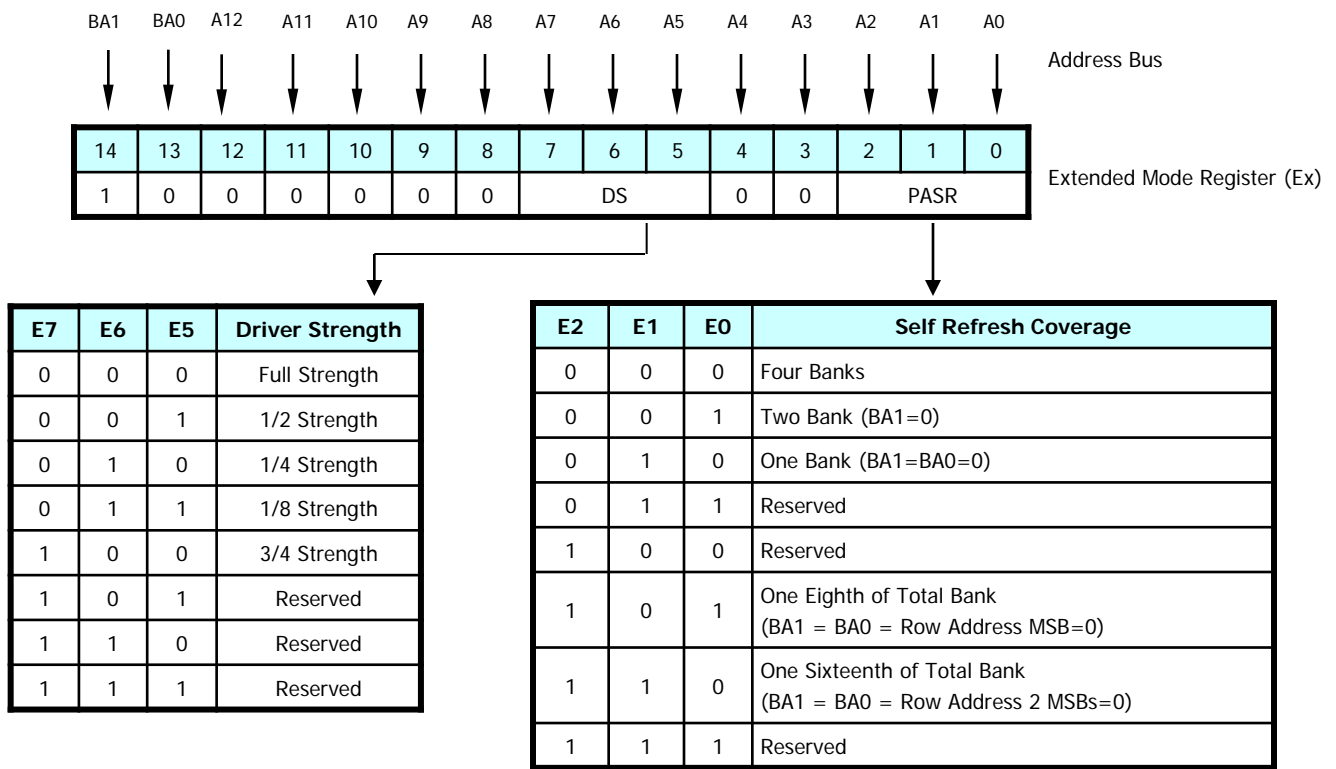 BA1 BA0 A12 A11 A10 A9 A8 A7 A6 A5 A4 A3 A2 A1 A0
Address Bus
14 13 12 11 10 9 8 7 6 5 4 3 2 1 0
1 0 0 0 0 0 0 DS 0 0 PASR
Extended Mode Register (Ex)
E7 E6 E5 Driver Strength
0 0 0 Full Strength
0 0 1 1/2 Strength
0 1 0 1/4 Strength
0 1 1 1/8 Strength
1 0 0 3/4 Strength
1 0 1 Reserved
1 1 0 Reserved
1 1 1 Reserved
E2 E1 E0 Self Refresh Coverage
0 0 0 Four Banks
0 0 1 Two Bank (BA1=0)
0 1 0 One Bank (BA1=BA0=0)
0 1 1 Reserved
1 0 0 Reserved
1 0 1 One Eighth of Total Bank
(BA1 = BA0 = Row Address MSB=0)
1 1 0 One Sixteenth of Total Bank
(BA1 = BA0 = Row Address 2 MSBs=0)
1 1 1 Reserved